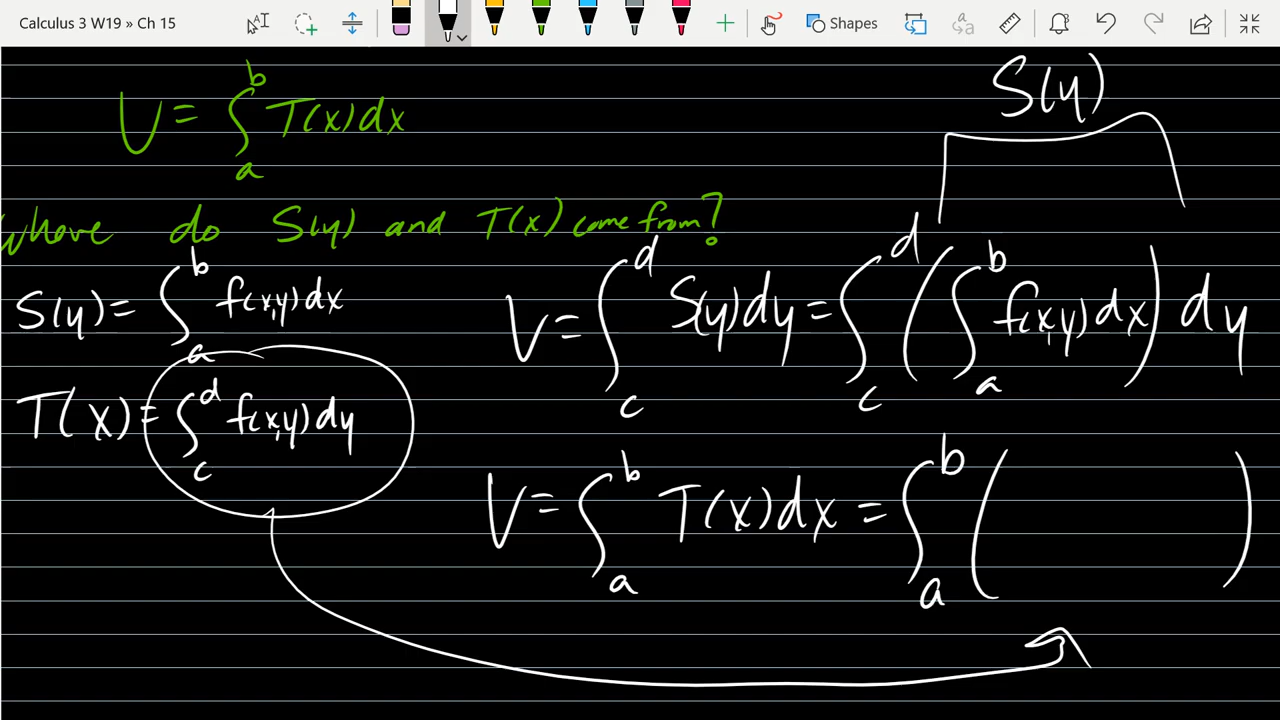 Calculus 3 W19 » Ch 15
Shapes
V = ∫_a^b T(x)dx
S(y)
Where do S(y) and T(x) come from?
S(y) = ∫_a^b f(x,y)dx
V = ∫_c^d S(y)dy = ∫_c^d (∫_a^b f(x,y)dx) dy
T(x) = ∫_c^d f(x,y)dy
V = ∫_a^b T(x)dx = ∫_a^b ( )